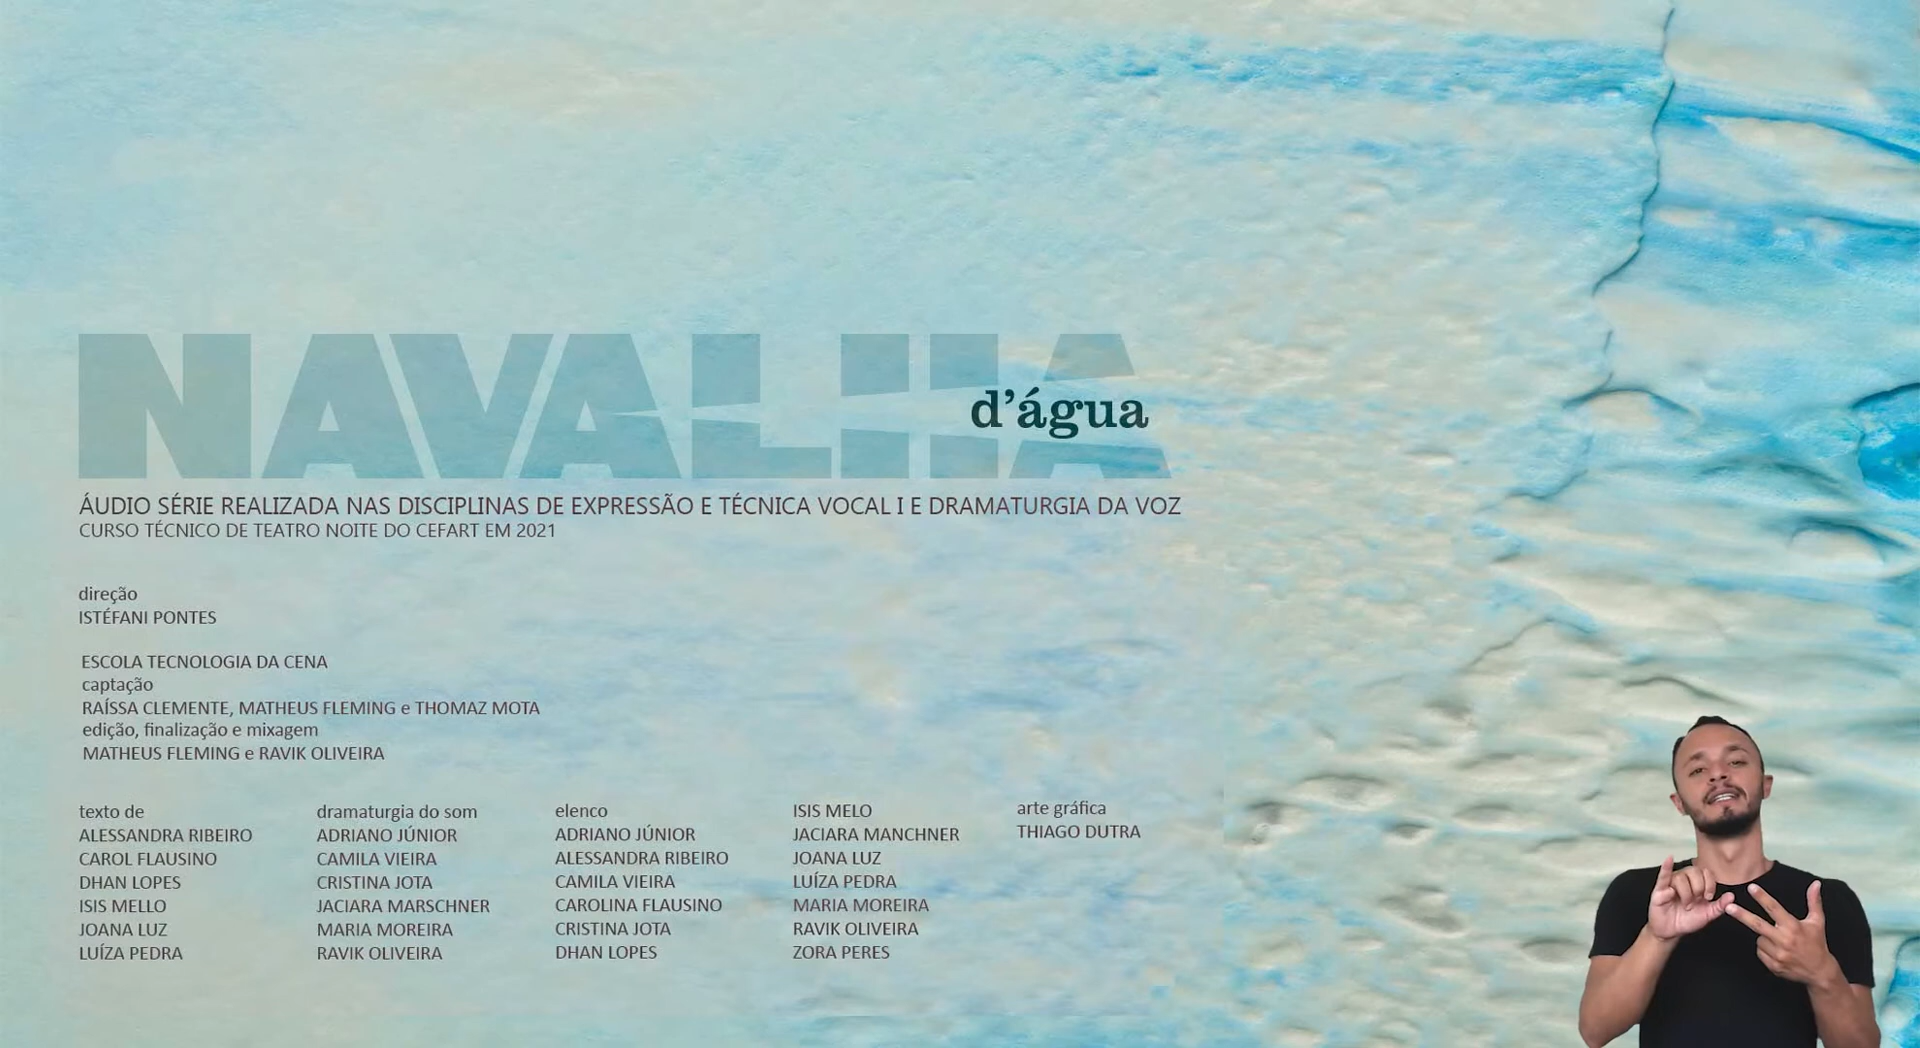 NAVALHA
d'água
ÁUDIO SÉRIE REALIZADA NAS DISCIPLINAS DE EXPRESSÃO E TÉCNICA VOCAL I E DRAMATURGIA DA VOZ
CURSO TÉCNICO DE TEATRO NOITE DO CEFART EM 2021
direção
ISTÉFANI PONTES
ESCOLA TECNOLOGIA DA CENA
captação
RAÍSSA CLEMENTE, MATHEUS FLEMING e THOMAZ MOTA
edição, finalização e mixagem
MATHEUS FLEMING e RAVIK OLIVEIRA
texto de
ALESSANDRA RIBEIRO
CAROL FLAUSINO
DHAN LOPES
ISIS MELLO
JOANA LUZ
LUÍZA PEDRA
dramaturgia do som
ADRIANO JÚNIOR
CAMILA VIEIRA
CRISTINA JOTA
JACIARA MARSCHNER
MARIA MOREIRA
RAVIK OLIVEIRA
elenco
ADRIANO JÚNIOR
ALESSANDRA RIBEIRO
CAMILA VIEIRA
CAROLINA FLAUSINO
CRISTINA JOTA
DHAN LOPES
ISIS MELO
JACIARA MANCHNER
JOANA LUZ
LUÍZA PEDRA
MARIA MOREIRA
RAVIK OLIVEIRA
ZORA PERES
arte gráfica
THIAGO DUTRA